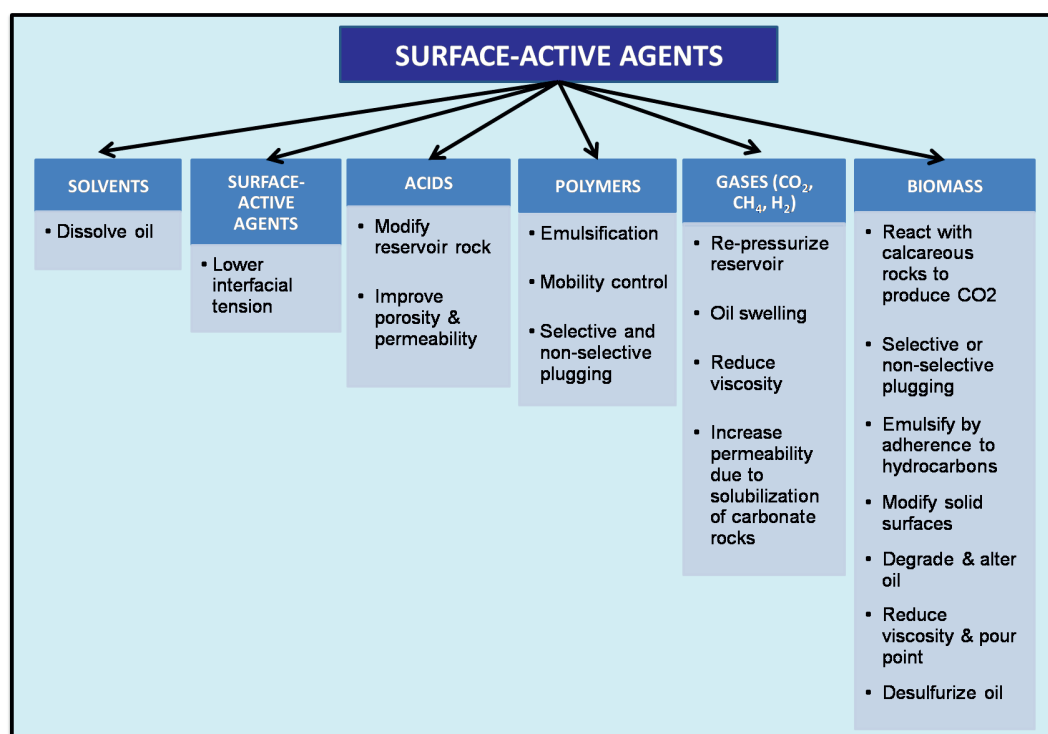 SURFACE-ACTIVE AGENTS
SOLVENTS
▪ Dissolve oil
SURFACE-
ACTIVE
AGENTS
▪ Lower
interfacial
tension
ACIDS
▪ Modify
reservoir rock
▪ Improve
porosity &
permeability
POLYMERS
▪ Emulsification
▪ Mobility control
▪ Selective and
non-selective
plugging
GASES (CO₂,
CH₄, H₂)
▪ Re-pressurize
reservoir
▪ Oil swelling
▪ Reduce
viscosity
▪ Increase
permeability
due to
solubilization
of carbonate
rocks
BIOMASS
▪ React with
calcareous
rocks to
produce CO2
▪ Selective or
non-selective
plugging
▪ Emulsify by
adherence to
hydrocarbons
▪ Modify solid
surfaces
▪ Degrade & alter
oil
▪ Reduce
viscosity & pour
point
▪ Desulfurize oil